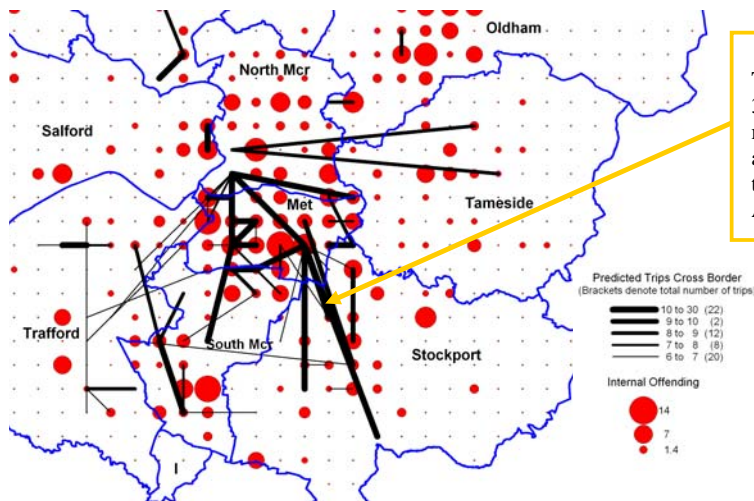 Oldham
North Mcr
Salford
Met
Tameside
Trafford
South Mcr
Stockport
I
Predicted Trips Cross Border
(Brackets denote total number of trips)
10 to 30 (22)
9 to 10 (2)
8 to 9 (12)
7 to 8 (8)
6 to 7 (20)
Internal Offending
14
7
1.4